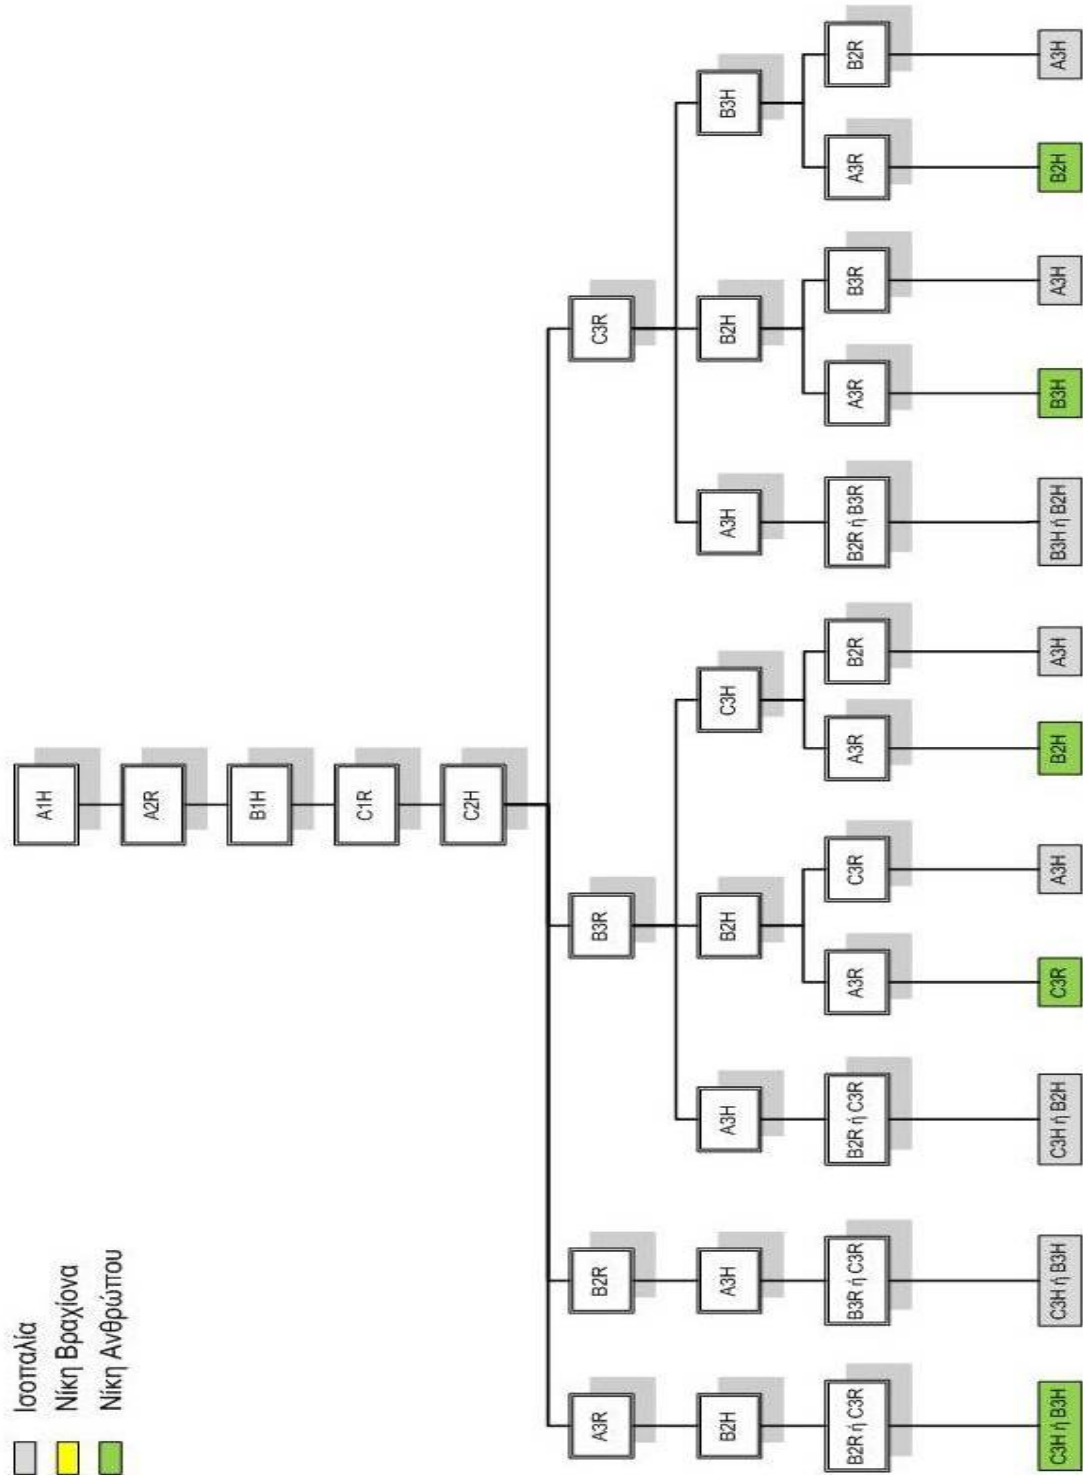 Ισοπαλία
Νίκη Βραχίονα
Νίκη Ανθρώπου
A1H
A2R
B1H
C1R
C2H
A3R
B2R
B3R
C3R
B2H
A3H
A3H
B2H
C3H
A3H
B2H
B3H
B2R ή C3R
B3R ή C3R
B2R ή C3R
A3R
C3R
A3R
B2R
B2R ή B3R
A3R
B3R
A3R
B2R
C3H ή B3H
C3H ή B3H
C3H ή B2H
C3R
A3H
B2H
A3H
B3H ή B2H
B3H
A3H
B2H
A3H